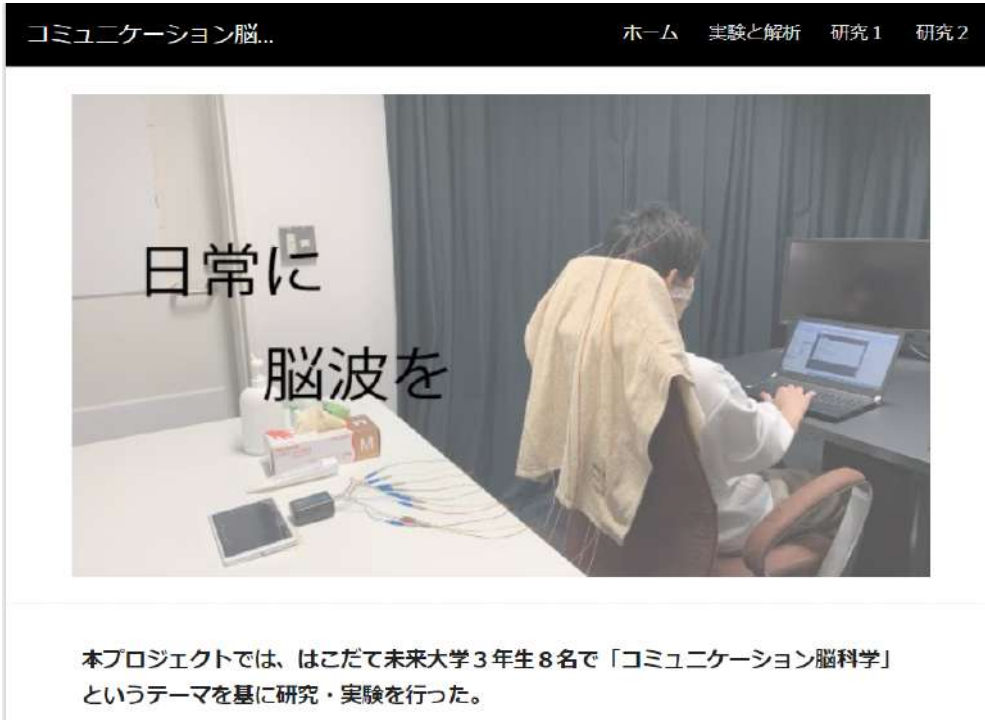 コミュニケーション脳...
ホーム 実験と解析 研究1 研究2
日常に
脳波を
M
本プロジェクトでは、はこだて未来大学3年生8名で「コミュニケーション脳科学」
というテーマを基に研究・実験を行った。